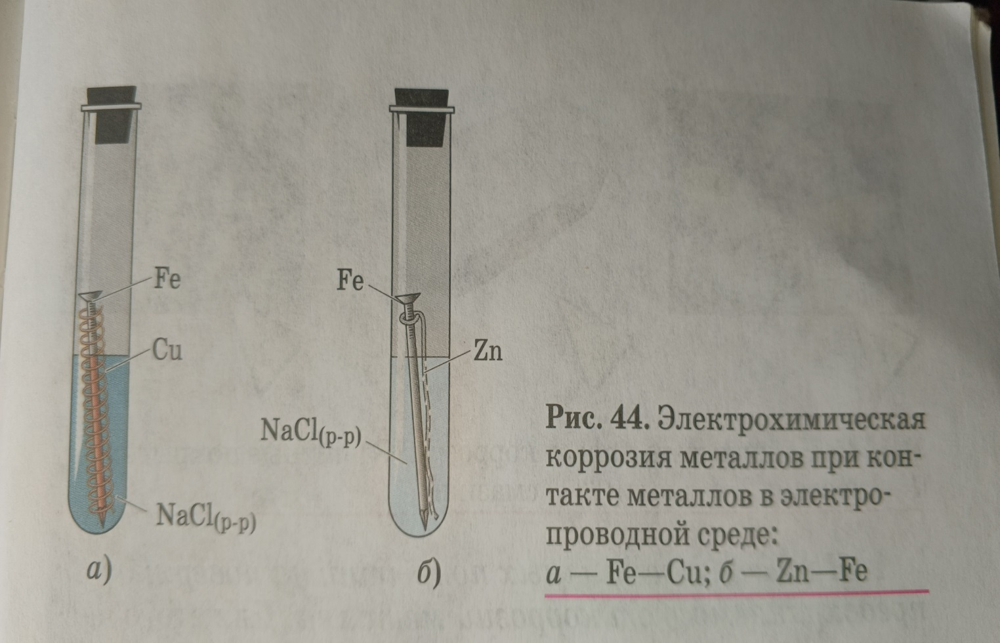 Fe
Fe
Cu
Zn
NaCl(р-р)
NaCl(р-р)
а)
б)
Рис. 44. Электрохимическая
коррозия металлов при кон-
такте металлов в электро-
проводной среде:
а — Fe—Cu; б — Zn—Fe